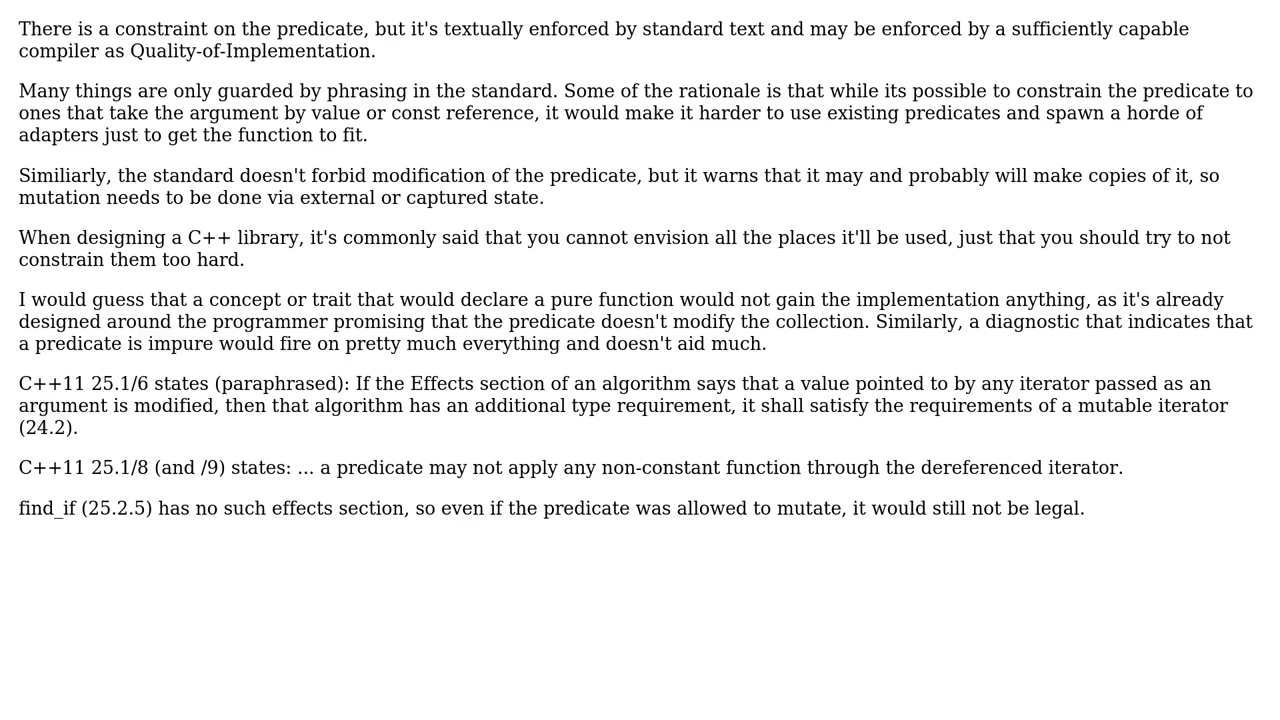 There is a constraint on the predicate, but it's textually enforced by standard text and may be enforced by a sufficiently capable
compiler as Quality-of-Implementation.
Many things are only guarded by phrasing in the standard. Some of the rationale is that while its possible to constrain the predicate to
ones that take the argument by value or const reference, it would make it harder to use existing predicates and spawn a horde of
adapters just to get the function to fit.
Similiarly, the standard doesn't forbid modification of the predicate, but it warns that it may and probably will make copies of it, so
mutation needs to be done via external or captured state.
When designing a C++ library, it's commonly said that you cannot envision all the places it'll be used, just that you should try to not
constrain them too hard.
I would guess that a concept or trait that would declare a pure function would not gain the implementation anything, as it's already
designed around the programmer promising that the predicate doesn't modify the collection. Similarly, a diagnostic that indicates that
a predicate is impure would fire on pretty much everything and doesn't aid much.
C++11 25.1/6 states (paraphrased): If the Effects section of an algorithm says that a value pointed to by any iterator passed as an
argument is modified, then that algorithm has an additional type requirement, it shall satisfy the requirements of a mutable iterator
(24.2).
C++11 25.1/8 (and /9) states: ... a predicate may not apply any non-constant function through the dereferenced iterator.
find_if (25.2.5) has no such effects section, so even if the predicate was allowed to mutate, it would still not be legal.